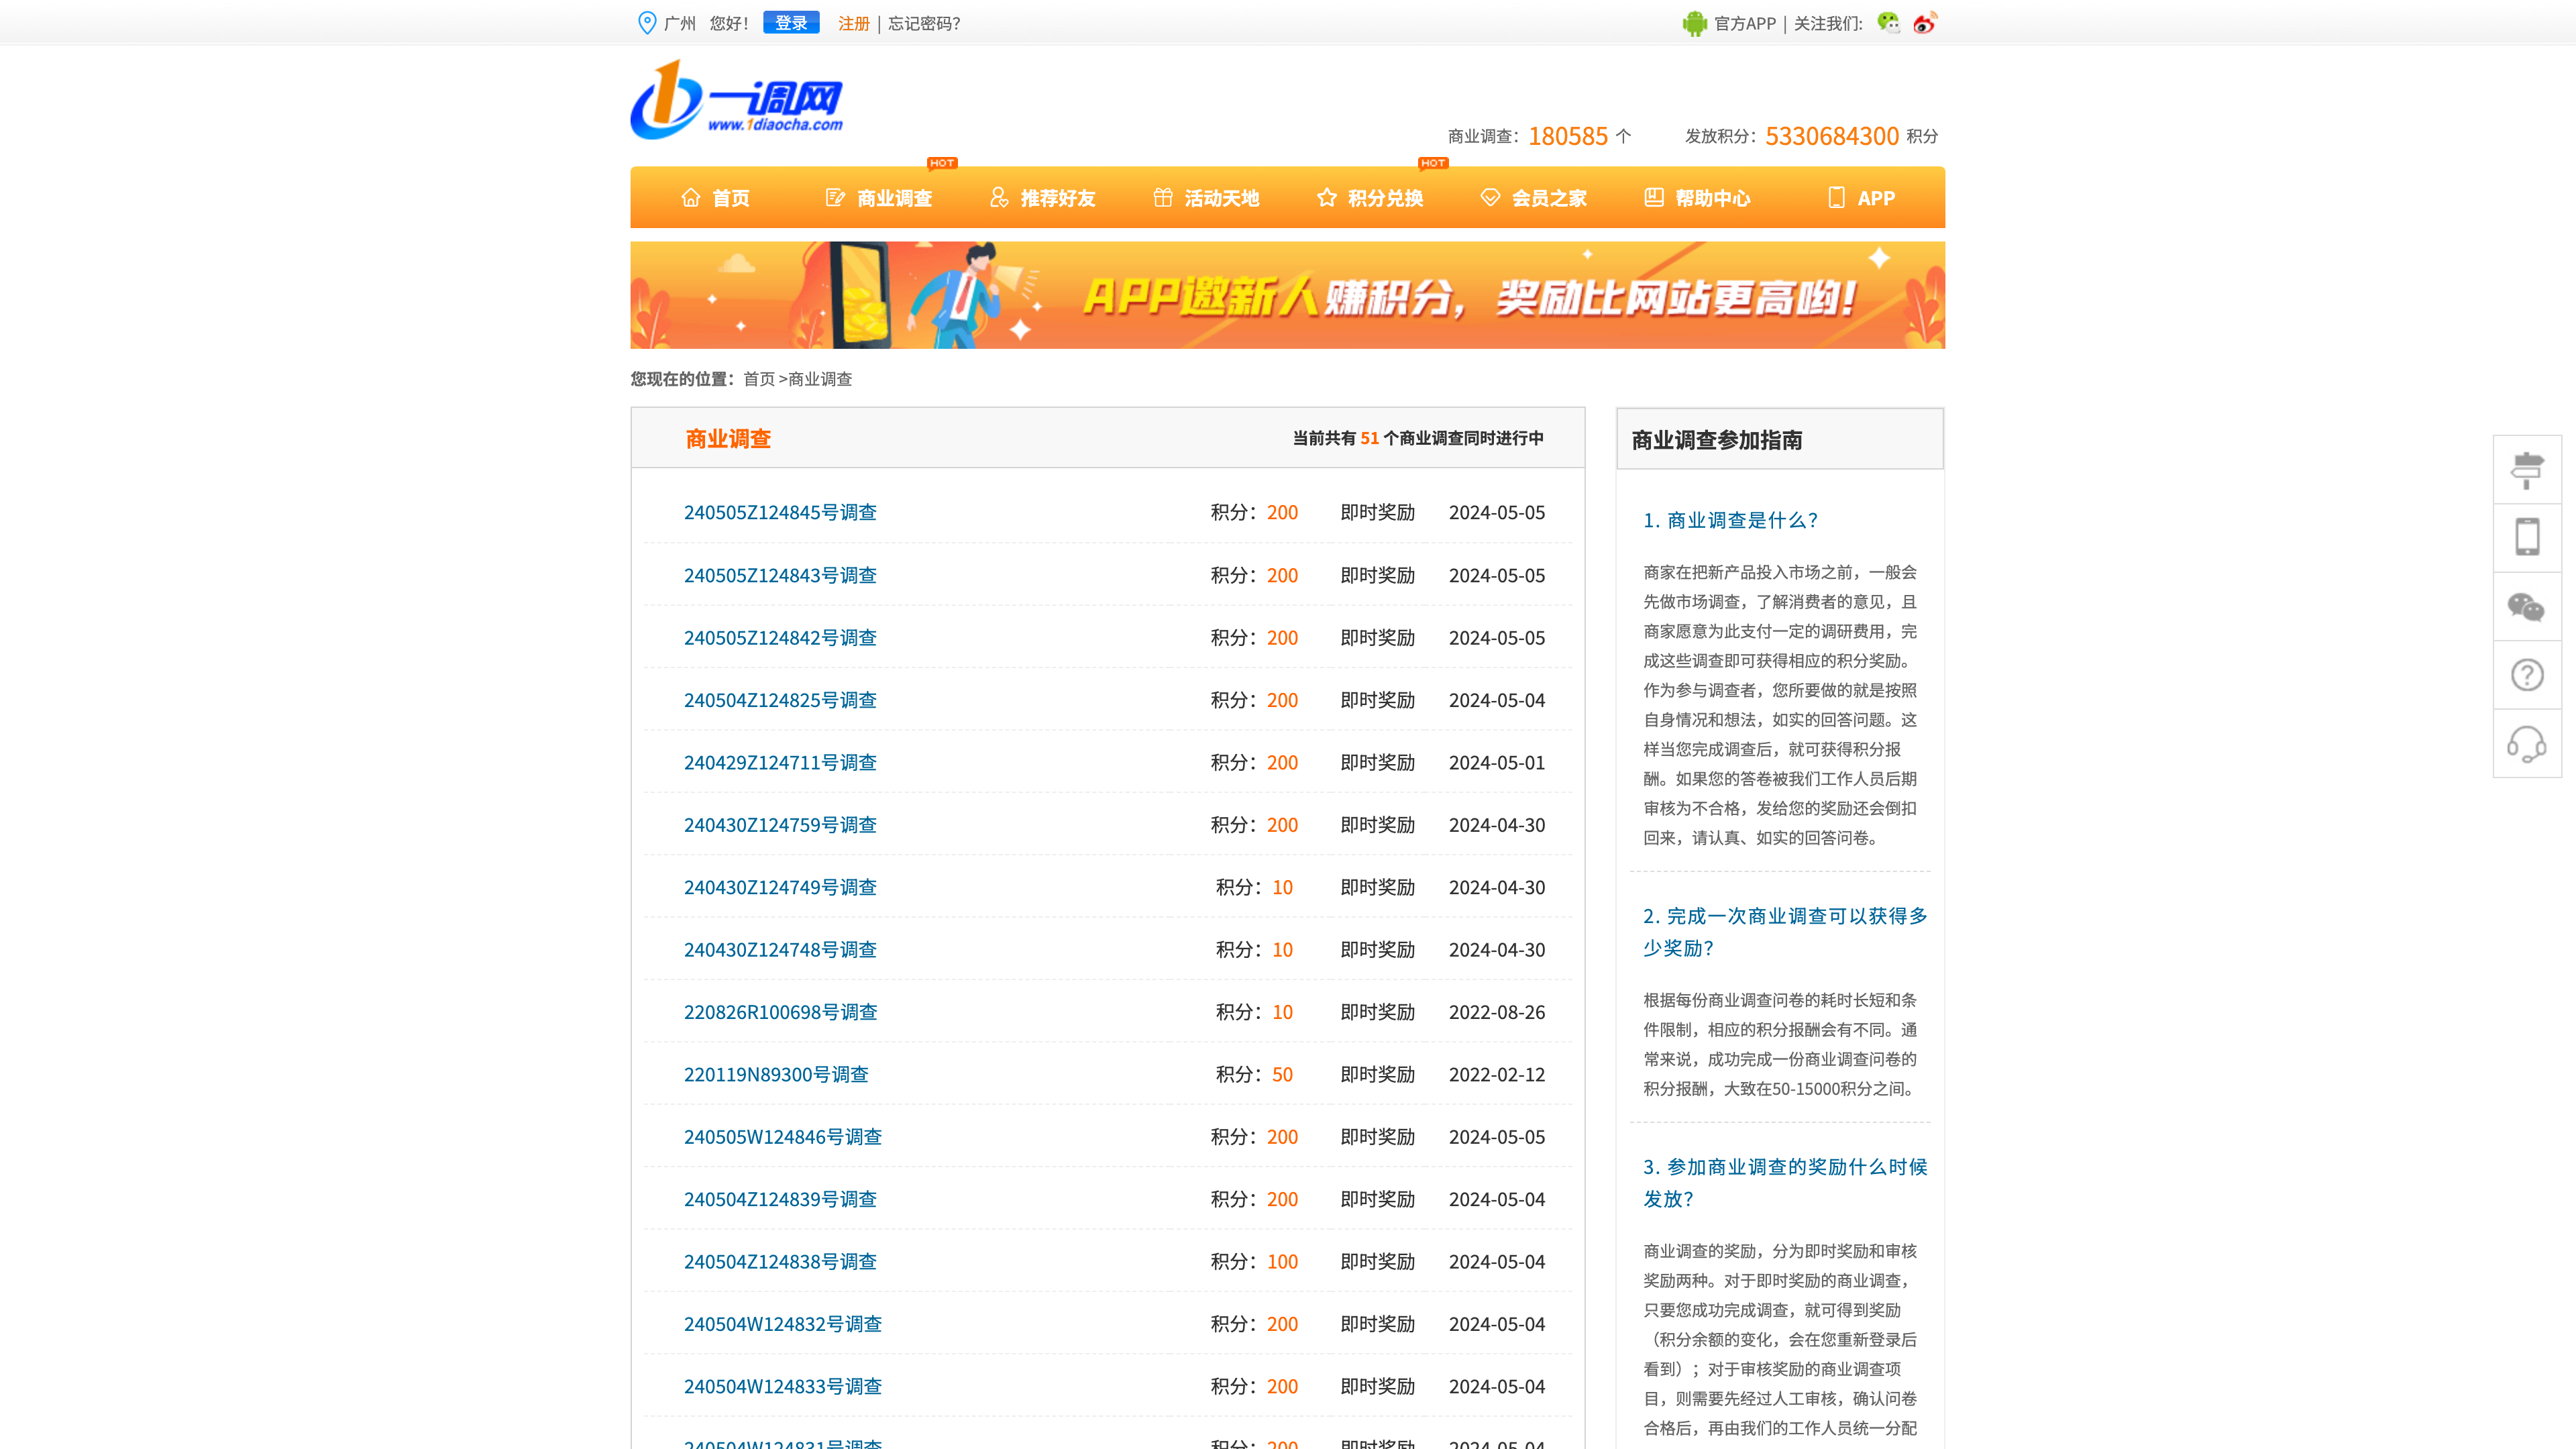 广州 您好！ 登录 注册 | 忘记密码？ 官方APP | 关注我们:
一调网
www.1diaocha.com
商业调查：180585 个 发放积分：5330684300 积分
HOT HOT
首页 商业调查 推荐好友 活动天地 积分兑换 会员之家 帮助中心 APP
APP邀新人赚积分，奖励比网站更高哟！
您现在的位置：首页 >商业调查
商业调查 当前共有 51 个商业调查同时进行中
240505Z124845号调查 积分：200 即时奖励 2024-05-05
240505Z124843号调查 积分：200 即时奖励 2024-05-05
240505Z124842号调查 积分：200 即时奖励 2024-05-05
240504Z124825号调查 积分：200 即时奖励 2024-05-04
240429Z124711号调查 积分：200 即时奖励 2024-05-01
240430Z124759号调查 积分：200 即时奖励 2024-04-30
240430Z124749号调查 积分：10 即时奖励 2024-04-30
240430Z124748号调查 积分：10 即时奖励 2024-04-30
220826R100698号调查 积分：10 即时奖励 2022-08-26
220119N89300号调查 积分：50 即时奖励 2022-02-12
240505W124846号调查 积分：200 即时奖励 2024-05-05
240504Z124839号调查 积分：200 即时奖励 2024-05-04
240504Z124838号调查 积分：100 即时奖励 2024-05-04
240504W124832号调查 积分：200 即时奖励 2024-05-04
240504W124833号调查 积分：200 即时奖励 2024-05-04
240504W124831号调查 积分：200 即时奖励 2024-05-04
商业调查参加指南
1. 商业调查是什么？
商家在把新产品投入市场之前，一般会
先做市场调查，了解消费者的意见，且
商家愿意为此支付一定的调研费用，完
成这些调查即可获得相应的积分奖励。
作为参与调查者，您所要做的就是按照
自身情况和想法，如实的回答问题。这
样当您完成调查后，就可获得积分报
酬。如果您的答卷被我们工作人员后期
审核为不合格，发给您的奖励还会倒扣
回来，请认真、如实的回答问卷。
2. 完成一次商业调查可以获得多
少奖励？
根据每份商业调查问卷的耗时长短和条
件限制，相应的积分报酬会有不同。通
常来说，成功完成一份商业调查问卷的
积分报酬，大致在50-15000积分之间。
3. 参加商业调查的奖励什么时候
发放？
商业调查的奖励，分为即时奖励和审核
奖励两种。对于即时奖励的商业调查，
只要您成功完成调查，就可得到奖励
（积分余额的变化，会在您重新登录后
看到）；对于审核奖励的商业调查项
目，则需要先经过人工审核，确认问卷
合格后，再由我们的工作人员统一分配